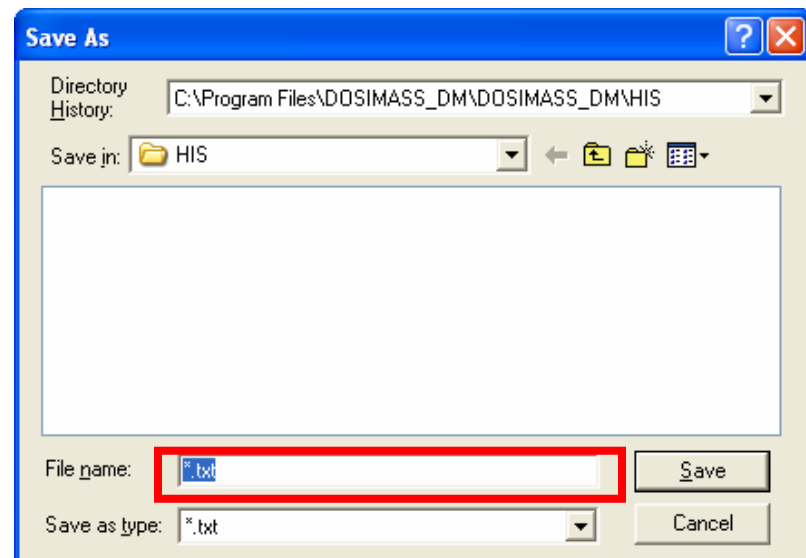 Save As
Directory
History:
C:\Program Files\DOSIMASS_DM\DOSIMASS_DM\HIS
Save in: HIS
File name: *.txt Save
Save as type: *.txt Cancel